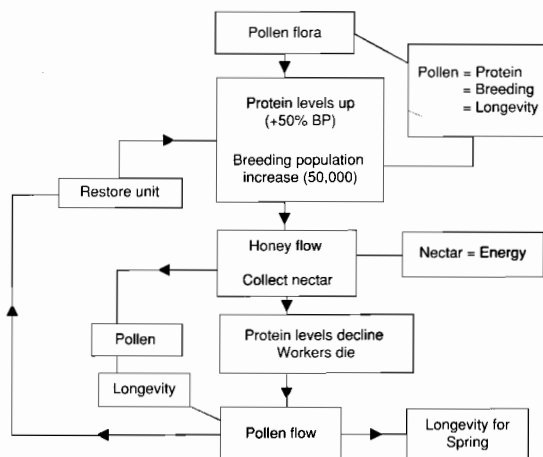 Pollen flora
Pollen = Protein
= Breeding
= Longevity
Protein levels up
(+50% BP)
Breeding population
increase (50,000)
Restore unit
Honey flow
Collect nectar
Nectar = Energy
Pollen
Protein levels decline
Workers die
Longevity
Pollen flow
Longevity for
Spring